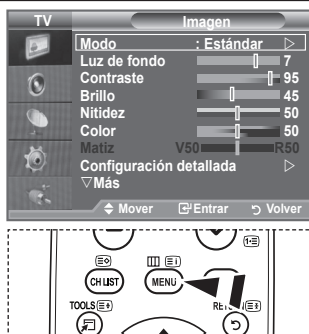 TV Imagen
Modo : Estándar
Luz de fondo 7
Contraste 95
Brillo 45
Nitidez 50
Color 50
Matiz V50 R50
Configuración detallada
▽Más
Mover Entrar Volver
CH LIST MENU
TOOLS RETURN